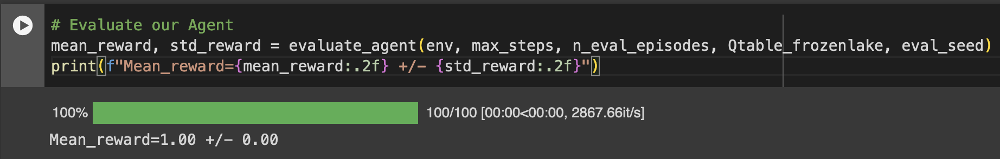 # Evaluate our Agent
mean_reward, std_reward = evaluate_agent(env, max_steps, n_eval_episodes, Qtable_frozenlake, eval_seed)
print(f"Mean_reward={mean_reward:.2f} +/- {std_reward:.2f}")
100% 100/100 [00:00<00:00, 2867.66it/s]
Mean_reward=1.00 +/- 0.00